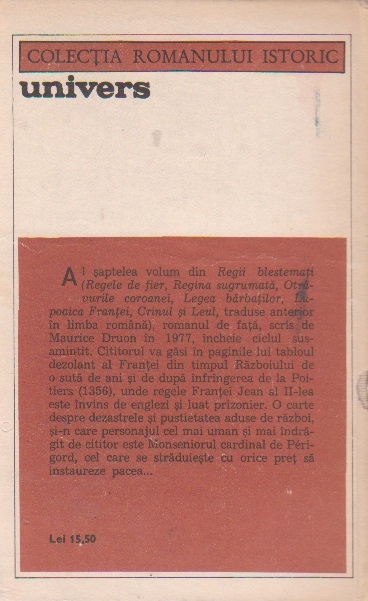 COLECȚIA ROMANULUI ISTORIC
univers
Al șaptelea volum din Regii blestemați
(Regele de fier, Regina sugrumată, Otră-
vurile coroanei, Legea bărbaților, Lu-
poaica Franței, Crinul și Leul, traduse anterior
în limba română), romanul de față, scris de
Maurice Druon în 1977, încheie ciclul sus-
amintit. Cititorul va găsi în paginile lui tabloul
dezolant al Franței din timpul Războiului de
o sută de ani și de după înfrîngerea de la Poi-
tiers (1356), unde regele Franței Jean al II-lea
este învins de englezi și luat prizonier. O carte
despre dezastrele și pustietatea aduse de război,
și-n care personajul cel mai uman și mai îndră-
git de cititor este Monseniorul cardinal de Péri-
gord, cel care se străduiește cu orice preț să
instaureze pacea...
Lei 15,50